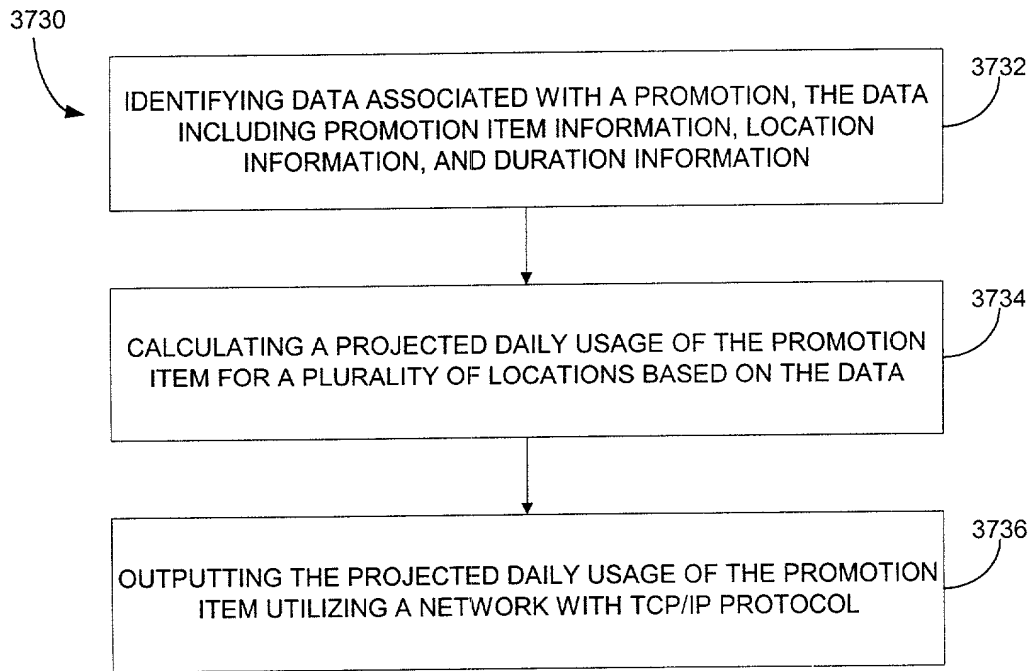 3730
3732
IDENTIFYING DATA ASSOCIATED WITH A PROMOTION, THE DATA
INCLUDING PROMOTION ITEM INFORMATION, LOCATION
INFORMATION, AND DURATION INFORMATION
3734
CALCULATING A PROJECTED DAILY USAGE OF THE PROMOTION
ITEM FOR A PLURALITY OF LOCATIONS BASED ON THE DATA
3736
OUTPUTTING THE PROJECTED DAILY USAGE OF THE PROMOTION
ITEM UTILIZING A NETWORK WITH TCP/IP PROTOCOL